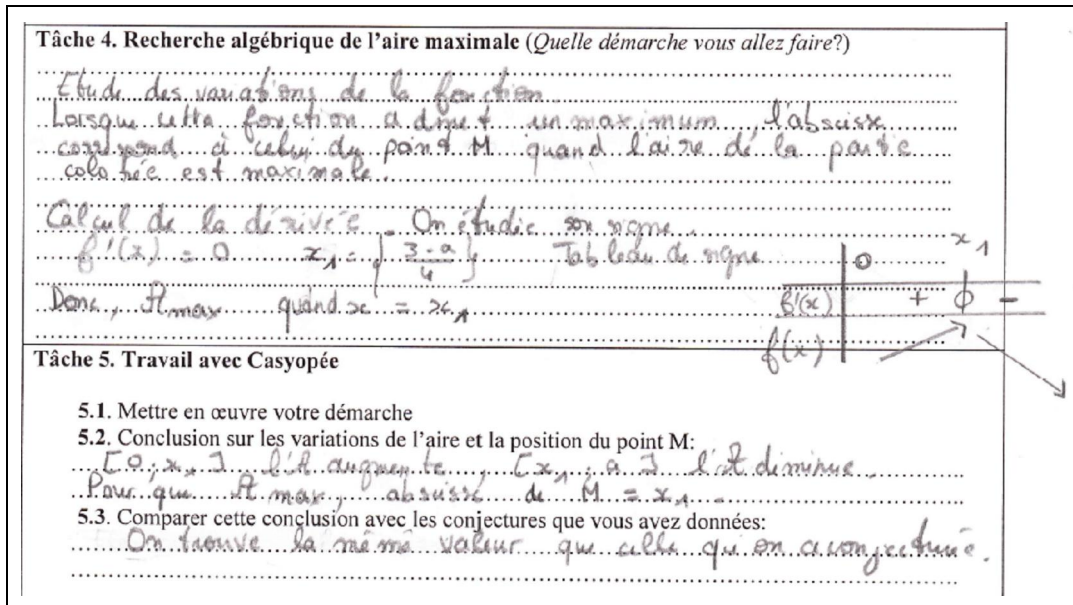 Tâche 4. Recherche algébrique de l'aire maximale (Quelle démarche vous allez faire?)
Etude des variations de la fonction
Lorsque cette fonction admet un maximum, l'abscisse
correspond à celui du point M quand l'aire de la partie
colorée est maximale.
Calcul de la dérivée. On étudie son signe.
f'(x) = 0 x₁ = { (3·a)/4 } Tableau de signe
0 x₁
f'(x) + ϕ −
f(x)
Donc, A max quand x = x₁
Tâche 5. Travail avec Casyopée
5.1. Mettre en œuvre votre démarche
5.2. Conclusion sur les variations de l'aire et la position du point M:
[0; x₁] l'A augmente, [x₁; a] l'A diminue
Pour que A max, abscisse de M = x₁.
5.3. Comparer cette conclusion avec les conjectures que vous avez données:
On trouve la même valeur que celle qu'on a conjecturé.